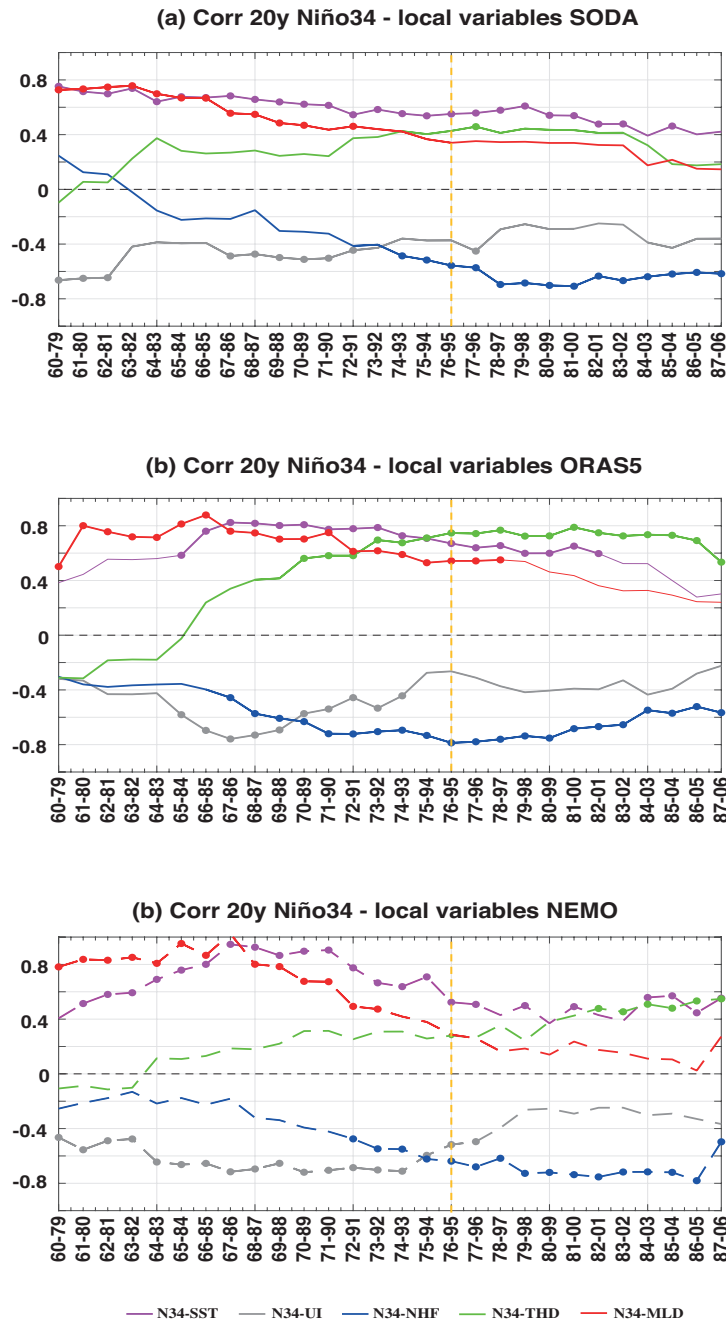 (a) Corr 20y Niño34 - local variables SODA
0.8
0.4
0
-0.4
-0.8
60-79 61-80 62-81 63-82 64-83 65-84 66-85 67-86 68-87 69-88 70-89 71-90 72-91 73-92 74-93 75-94 76-95 77-96 78-97 79-98 80-99 81-00 82-01 83-02 84-03 85-04 86-05 87-06
(b) Corr 20y Niño34 - local variables ORAS5
0.8
0.4
0
-0.4
-0.8
60-79 61-80 62-81 63-82 64-83 65-84 66-85 67-86 68-87 69-88 70-89 71-90 72-91 73-92 74-93 75-94 76-95 77-96 78-97 79-98 80-99 81-00 82-01 83-02 84-03 85-04 86-05 87-06
(b) Corr 20y Niño34 - local variables NEMO
0.8
0.4
0
-0.4
-0.8
60-79 61-80 62-81 63-82 64-83 65-84 66-85 67-86 68-87 69-88 70-89 71-90 72-91 73-92 74-93 75-94 76-95 77-96 78-97 79-98 80-99 81-00 82-01 83-02 84-03 85-04 86-05 87-06
N34-SST N34-UI N34-NHF N34-THD N34-MLD